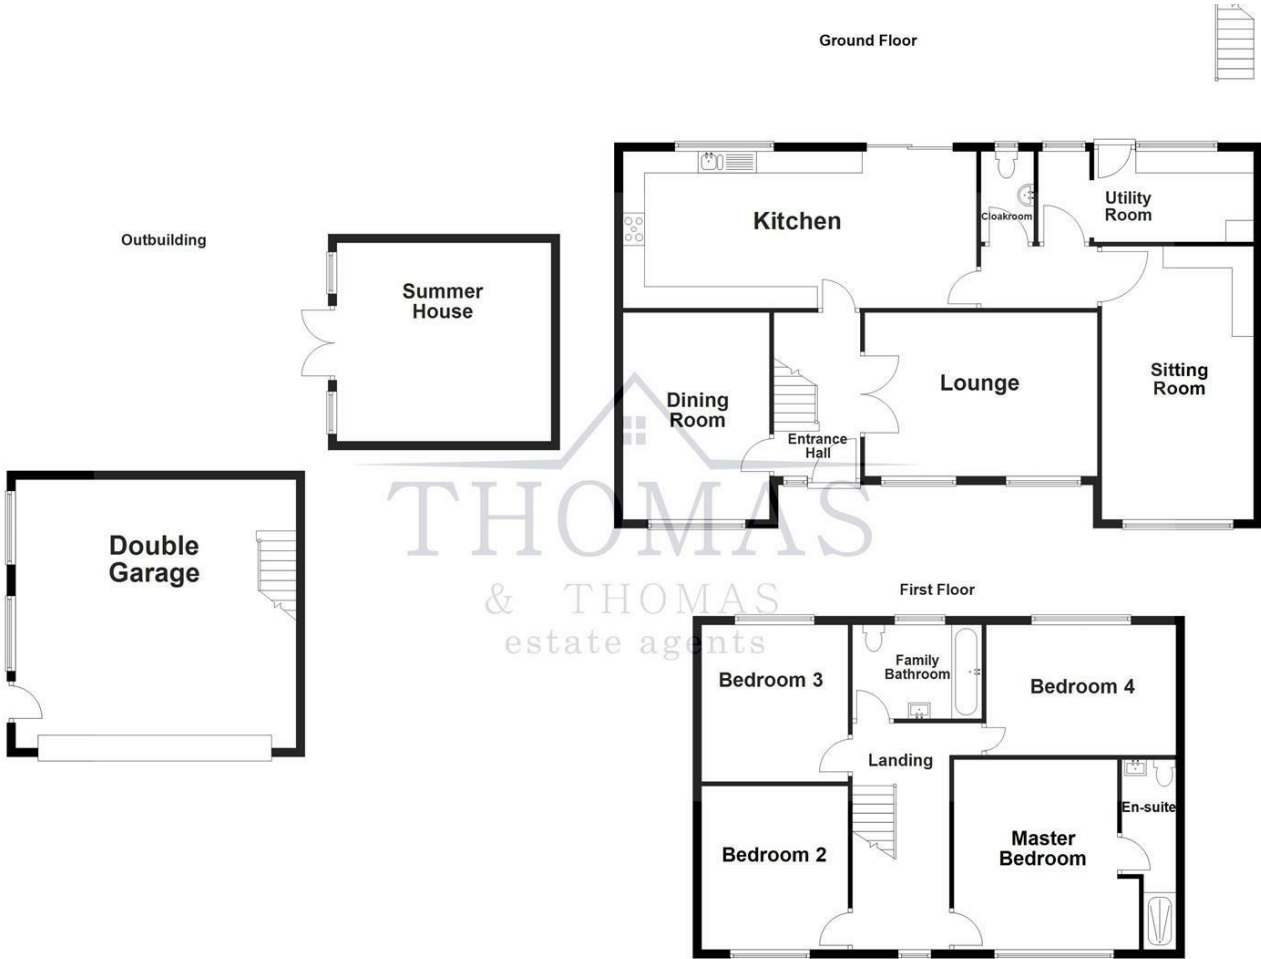 Ground Floor
Outbuilding
Summer
House
Kitchen
Cloakroom
Utility
Room
Dining
Room
Entrance
Hall
Lounge
Sitting
Room
Double
Garage
THOMAS
& THOMAS
estate agents
First Floor
Bedroom 3
Family
Bathroom
Bedroom 4
Landing
Bedroom 2
Master
Bedroom
En-suite